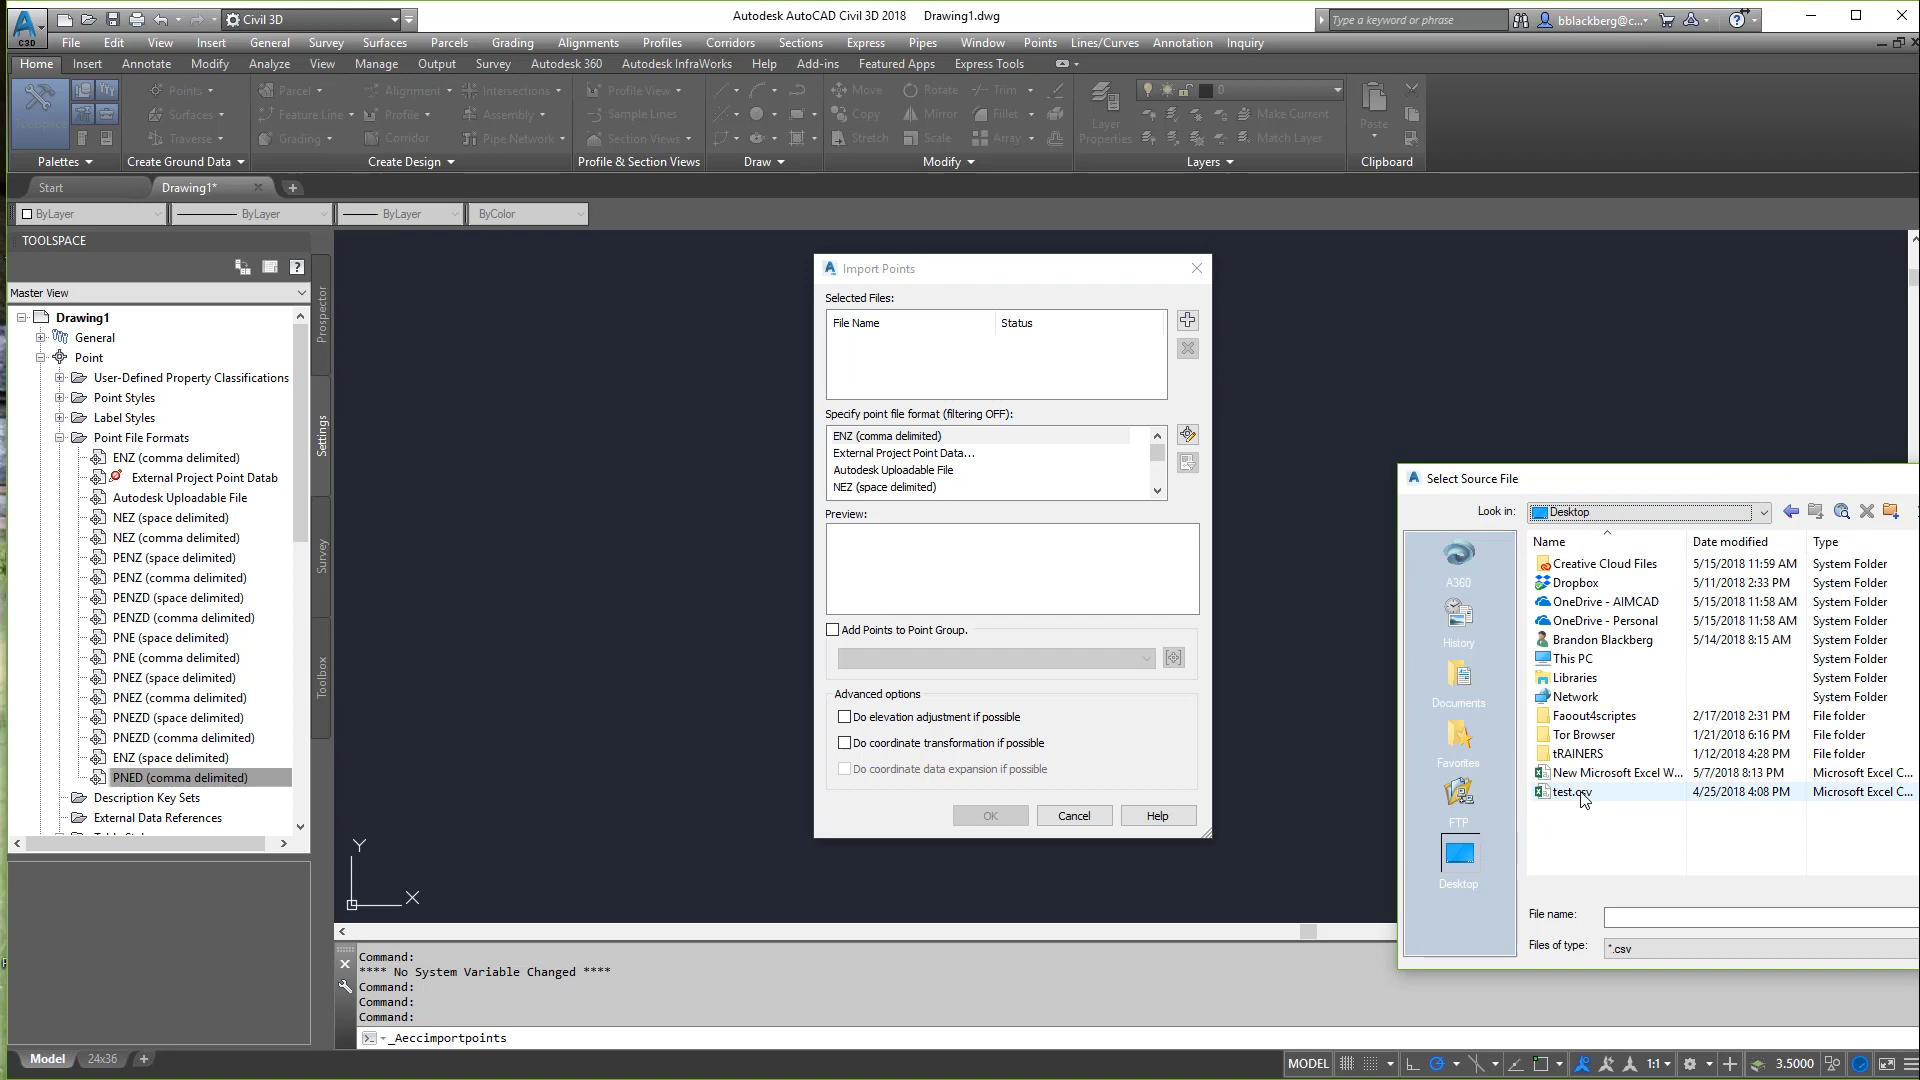 C3D
Civil 3D
Autodesk AutoCAD Civil 3D 2018 Drawing1.dwg
Type a keyword or phrase
bblackberg@c...
File Edit View Insert General Survey Surfaces Parcels Grading Alignments Profiles Corridors Sections Express Pipes Window Points Lines/Curves Annotation Inquiry
Home Insert Annotate Modify Analyze View Manage Output Survey Autodesk 360 Autodesk InfraWorks Help Add-ins Featured Apps Express Tools
Points Parcel Alignment Intersections Profile View Move Rotate Trim 0
Toolspace Surfaces Feature Line Profile Assembly Sample Lines Copy Mirror Fillet Layer Properties Make Current Paste
Traverse Grading Corridor Pipe Network Section Views Stretch Scale Array Match Layer
Palettes Create Ground Data Create Design Profile & Section Views Draw Modify Layers Clipboard
Start Drawing1*
ByLayer ByLayer ByLayer ByColor
TOOLSPACE
Master View
Drawing1
General
Point
User-Defined Property Classifications
Point Styles
Label Styles
Point File Formats
ENZ (comma delimited)
External Project Point Datab
Autodesk Uploadable File
NEZ (space delimited)
NEZ (comma delimited)
PENZ (space delimited)
PENZ (comma delimited)
PENZD (space delimited)
PENZD (comma delimited)
PNE (space delimited)
PNE (comma delimited)
PNEZ (space delimited)
PNEZ (comma delimited)
PNEZD (space delimited)
PNEZD (comma delimited)
ENZ (space delimited)
PNED (comma delimited)
Description Key Sets
External Data References
Prospector
Settings
Survey
Toolbox
Import Points
Selected Files:
File Name Status
Specify point file format (filtering OFF):
ENZ (comma delimited)
External Project Point Data...
Autodesk Uploadable File
NEZ (space delimited)
Preview:
Add Points to Point Group.
Advanced options
Do elevation adjustment if possible
Do coordinate transformation if possible
Do coordinate data expansion if possible
OK Cancel Help
Select Source File
Look in: Desktop
A360
History
Documents
Favorites
FTP
Desktop
Name Date modified Type
Creative Cloud Files 5/15/2018 11:59 AM System Folder
Dropbox 5/11/2018 2:33 PM System Folder
OneDrive - AIMCAD 5/15/2018 11:58 AM System Folder
OneDrive - Personal 5/15/2018 11:58 AM System Folder
Brandon Blackberg 5/14/2018 8:15 AM System Folder
This PC System Folder
Libraries System Folder
Network System Folder
Faoout4scriptes 2/17/2018 2:31 PM File folder
Tor Browser 1/21/2018 6:16 PM File folder
tRAINERS 1/12/2018 4:28 PM File folder
New Microsoft Excel W... 5/7/2018 8:13 PM Microsoft Excel C...
test.csv 4/25/2018 4:08 PM Microsoft Excel C...
File name:
Files of type: *.csv
Y
X
Command:
**** No System Variable Changed ****
Command:
Command:
Command:
_Aeccimportpoints
Model 24x36
MODEL 1:1 3.5000